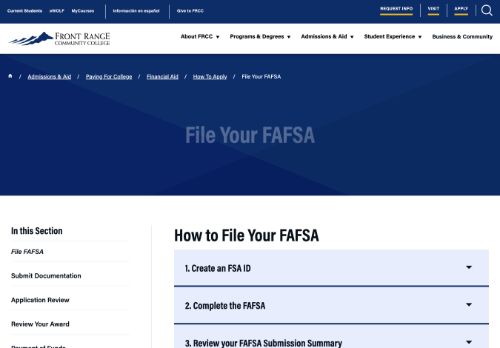 Current Students eWOLF MyCourses Información en español Give to FRCC REQUEST INFO VISIT APPLY
FRONT RANGE
COMMUNITY COLLEGE
About FRCC Programs & Degrees Admissions & Aid Student Experience Business & Community
/ Admissions & Aid / Paying For College / Financial Aid / How To Apply / File Your FAFSA
File Your FAFSA
In this Section
File FAFSA
Submit Documentation
Application Review
Review Your Award
Payment of Funds
How to File Your FAFSA
1. Create an FSA ID
2. Complete the FAFSA
3. Review your FAFSA Submission Summary